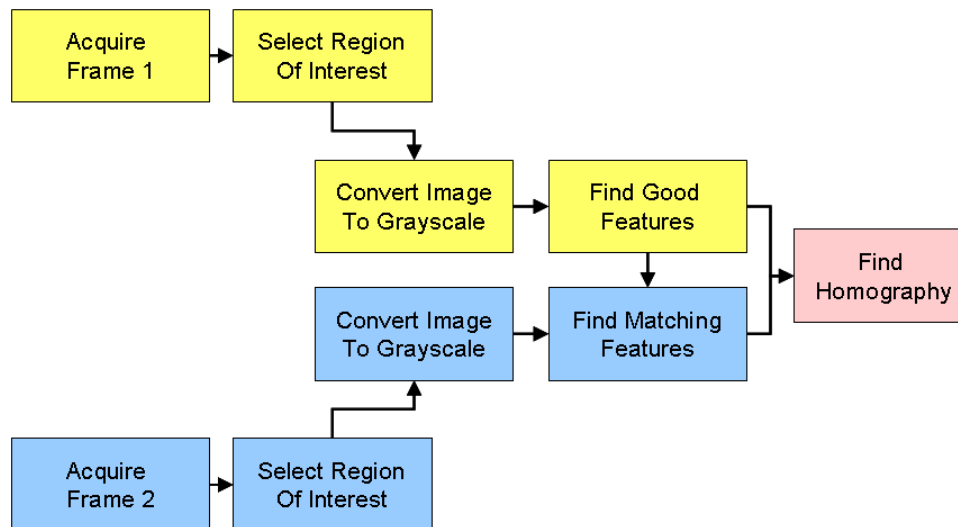 Acquire
Frame 1
Select Region
Of Interest
Convert Image
To Grayscale
Find Good
Features
Find
Homography
Convert Image
To Grayscale
Find Matching
Features
Acquire
Frame 2
Select Region
Of Interest